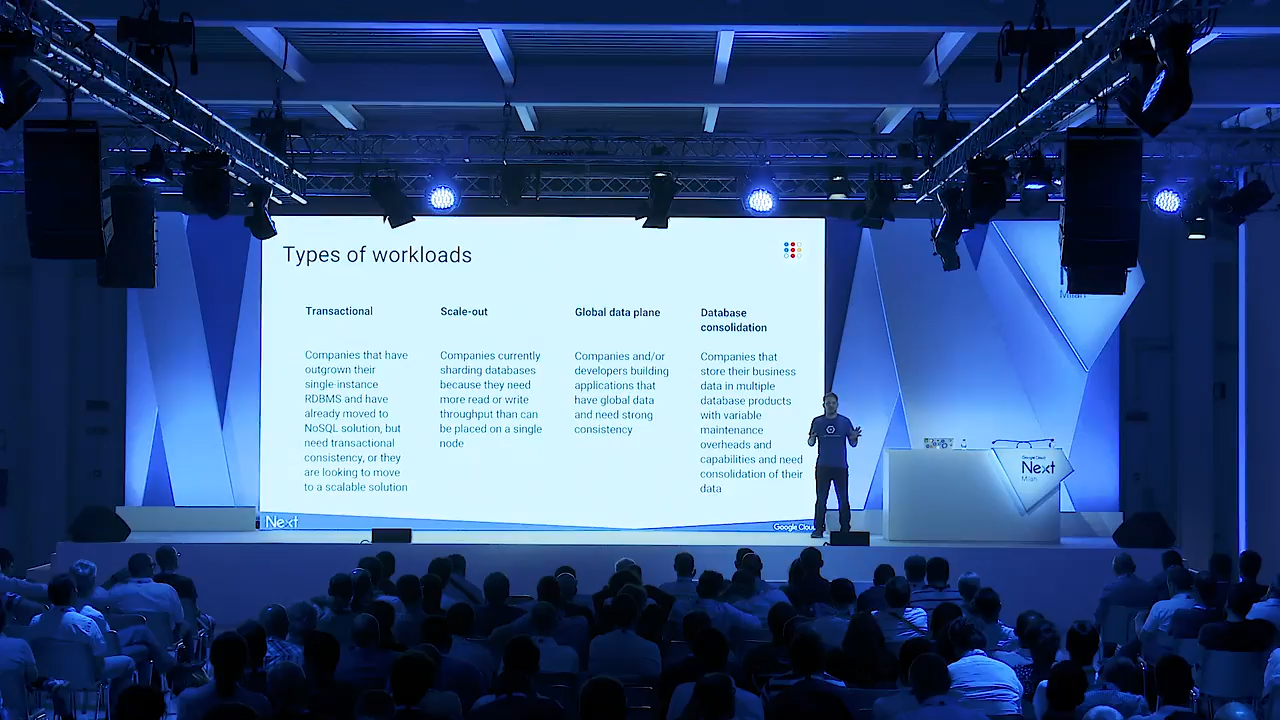 Types of workloads
Transactional
Companies that have
outgrown their
single-instance
RDBMS and have
already moved to
NoSQL solution, but
need transactional
consistency, or they
are looking to move
to a scalable solution
Scale-out
Companies currently
sharding databases
because they need
more read or write
throughput than can
be placed on a single
node
Global data plane
Companies and/or
developers building
applications that
have global data
and need strong
consistency
Database
consolidation
Companies that
store their business
data in multiple
database products
with variable
maintenance
overheads and
capabilities and need
consolidation of their
data
Next
Google Cloud
Milan
Google Cloud
Next
Milan